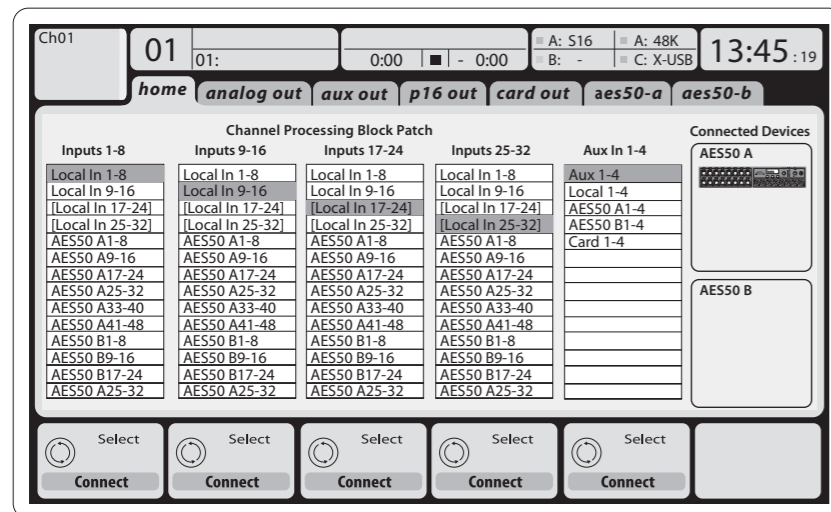 Ch01
01
01:
0:00 - 0:00
A: S16
B: -
A: 48K
C: X-USB
13:45 :19
home analog out aux out p16 out card out aes50-a aes50-b
Channel Processing Block Patch
Connected Devices
Inputs 1-8 Inputs 9-16 Inputs 17-24 Inputs 25-32 Aux In 1-4
AES50 A
Local In 1-8 Local In 1-8 Local In 1-8 Local In 1-8 Aux 1-4
Local In 9-16 Local In 9-16 Local In 9-16 Local In 9-16 Local 1-4
[Local In 17-24] [Local In 17-24] [Local In 17-24] [Local In 17-24] AES50 A1-4
[Local In 25-32] [Local In 25-32] [Local In 25-32] [Local In 25-32] AES50 B1-4
AES50 A1-8 AES50 A1-8 AES50 A1-8 AES50 A1-8 Card 1-4
AES50 A9-16 AES50 A9-16 AES50 A9-16 AES50 A9-16
AES50 A17-24 AES50 A17-24 AES50 A17-24 AES50 A17-24
AES50 A25-32 AES50 A25-32 AES50 A25-32 AES50 A25-32
AES50 B
AES50 A33-40 AES50 A33-40 AES50 A33-40 AES50 A33-40
AES50 A41-48 AES50 A41-48 AES50 A41-48 AES50 A41-48
AES50 B1-8 AES50 B1-8 AES50 B1-8 AES50 B1-8
AES50 B9-16 AES50 B9-16 AES50 B9-16 AES50 B9-16
AES50 B17-24 AES50 B17-24 AES50 B17-24 AES50 B17-24
AES50 A25-32 AES50 A25-32 AES50 A25-32 AES50 A25-32
Select Select Select Select Select
Connect Connect Connect Connect Connect